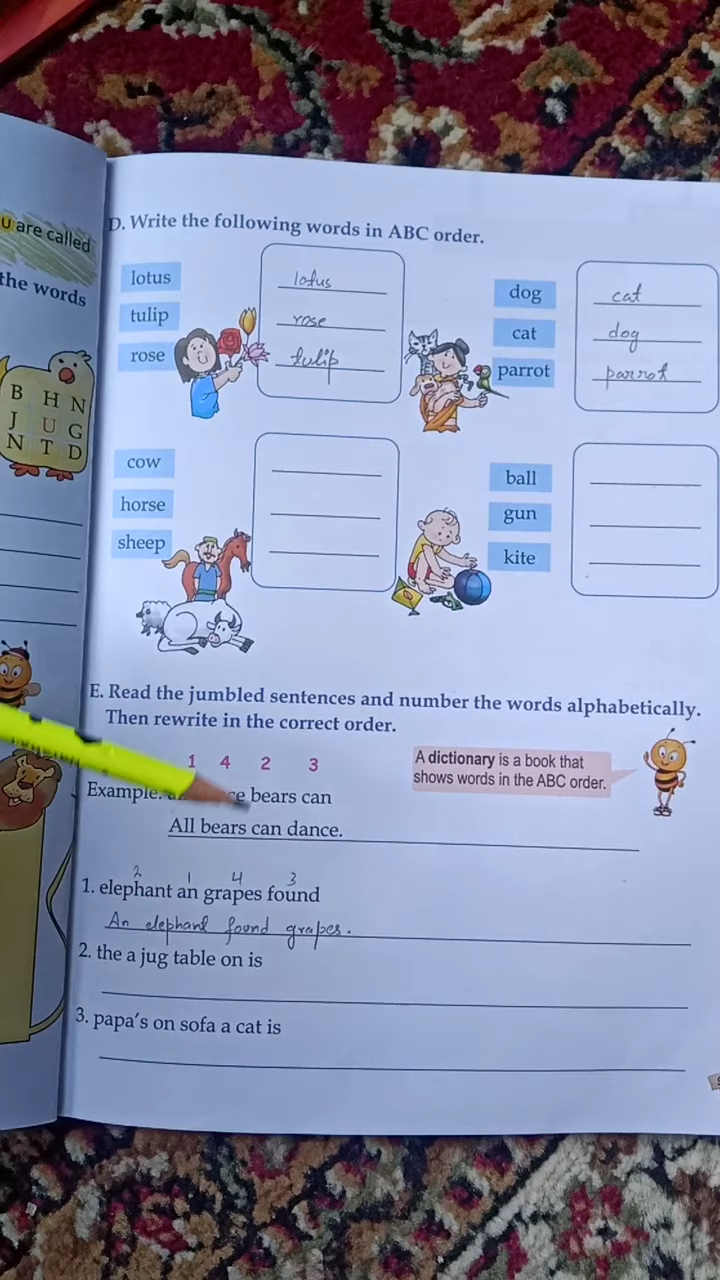 u are called
the words
B H N
J U G
N T D
D. Write the following words in ABC order.
lotus
tulip
rose
lotus
rose
tulip
dog
cat
parrot
cat
dog
parrot
cow
horse
sheep
ball
gun
kite
E. Read the jumbled sentences and number the words alphabetically.
Then rewrite in the correct order.
1 4 2 3
Example: bears can
All bears can dance.
A dictionary is a book that
shows words in the ABC order.
2 1 4 3
1. elephant an grapes found
An elephant found grapes.
2. the a jug table on is
3. papa's on sofa a cat is